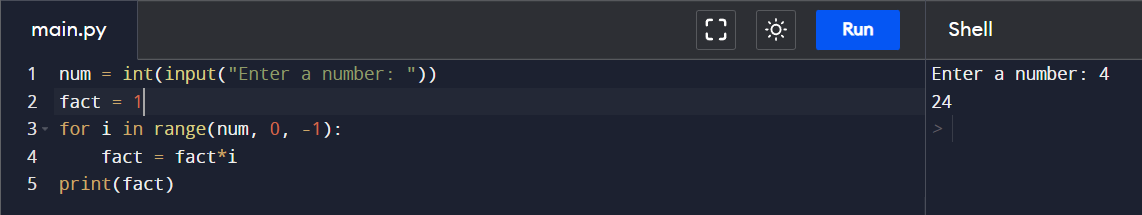 main.py
Run
Shell
1 num = int(input("Enter a number: "))
2 fact = 1
3 for i in range(num, 0, -1):
4     fact = fact*i
5 print(fact)
Enter a number: 4
24
>